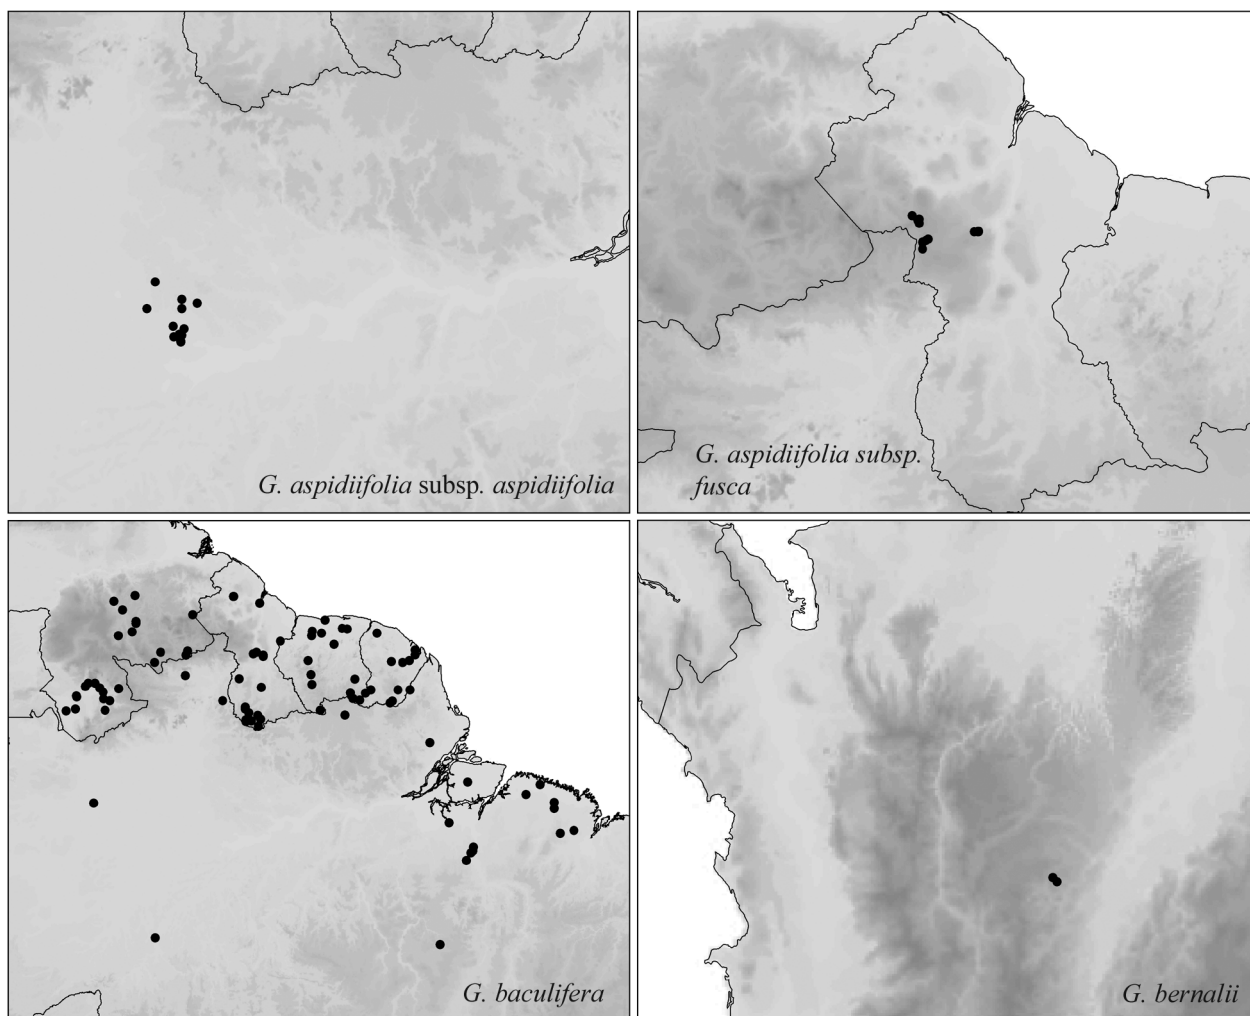 G. aspidiifolia subsp. aspidiifolia
G. aspidiifolia subsp.
fusca
G. baculifera
G. bernalii